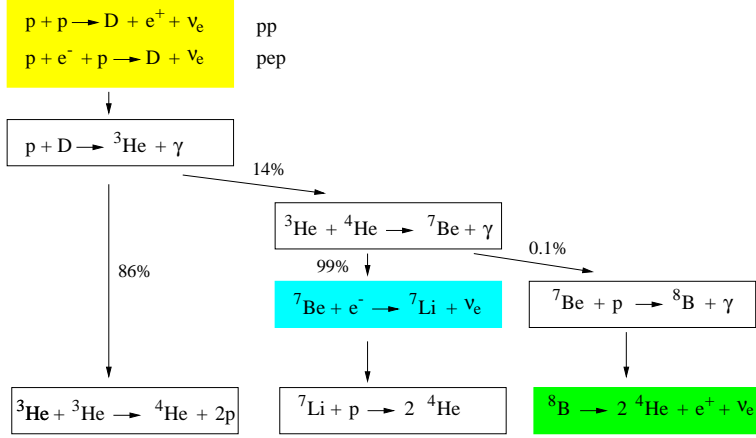 p + p → D + e⁺ + νₑ pp
p + e⁻ + p → D + νₑ pep
p + D → ³He + γ
14%
³He + ⁴He → ⁷Be + γ
86%
99%
0.1%
⁷Be + e⁻ → ⁷Li + νₑ
⁷Be + p → ⁸B + γ
³He + ³He → ⁴He + 2p
⁷Li + p → 2 ⁴He
⁸B → 2 ⁴He + e⁺ + νₑ